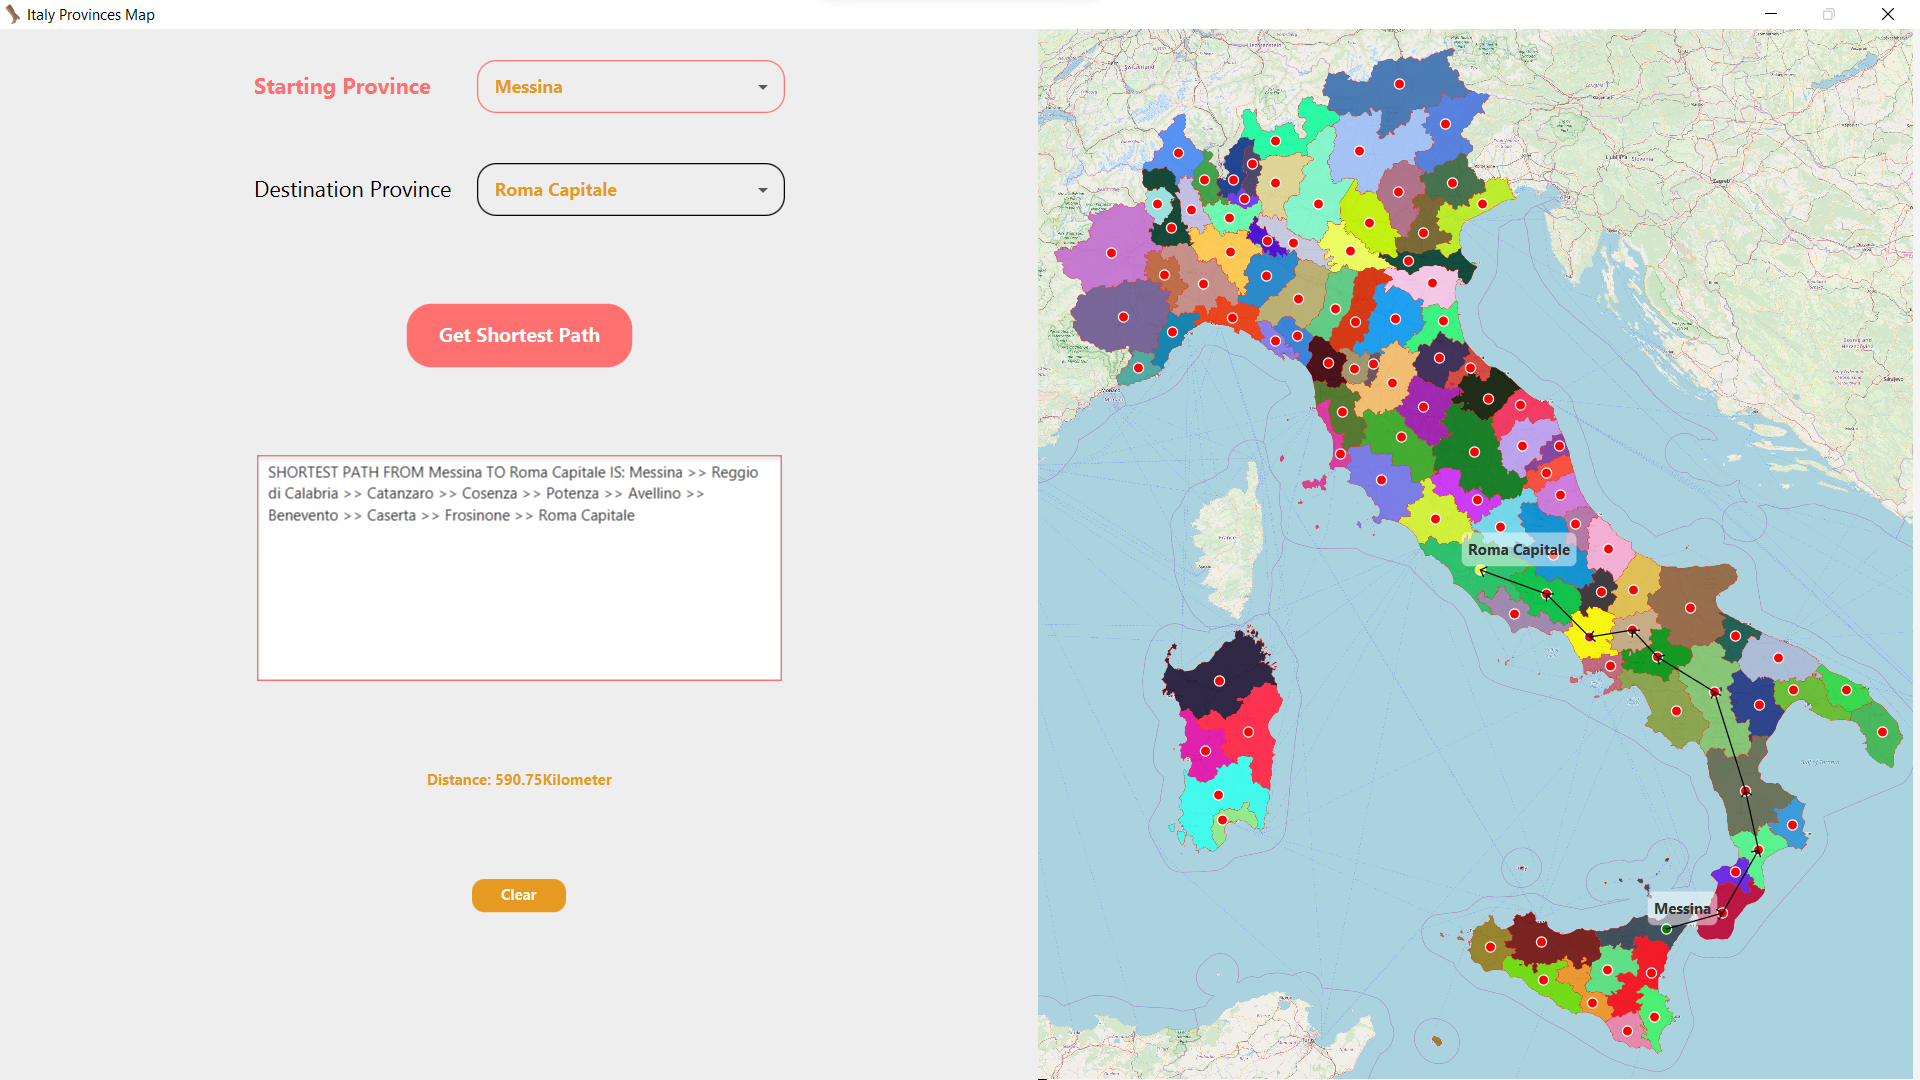 Italy Provinces Map
Starting Province
Messina
Destination Province
Roma Capitale
Get Shortest Path
SHORTEST PATH FROM Messina TO Roma Capitale IS: Messina >> Reggio
di Calabria >> Catanzaro >> Cosenza >> Potenza >> Avellino >>
Benevento >> Caserta >> Frosinone >> Roma Capitale
Distance: 590.75Kilometer
Clear
Roma Capitale
Messina